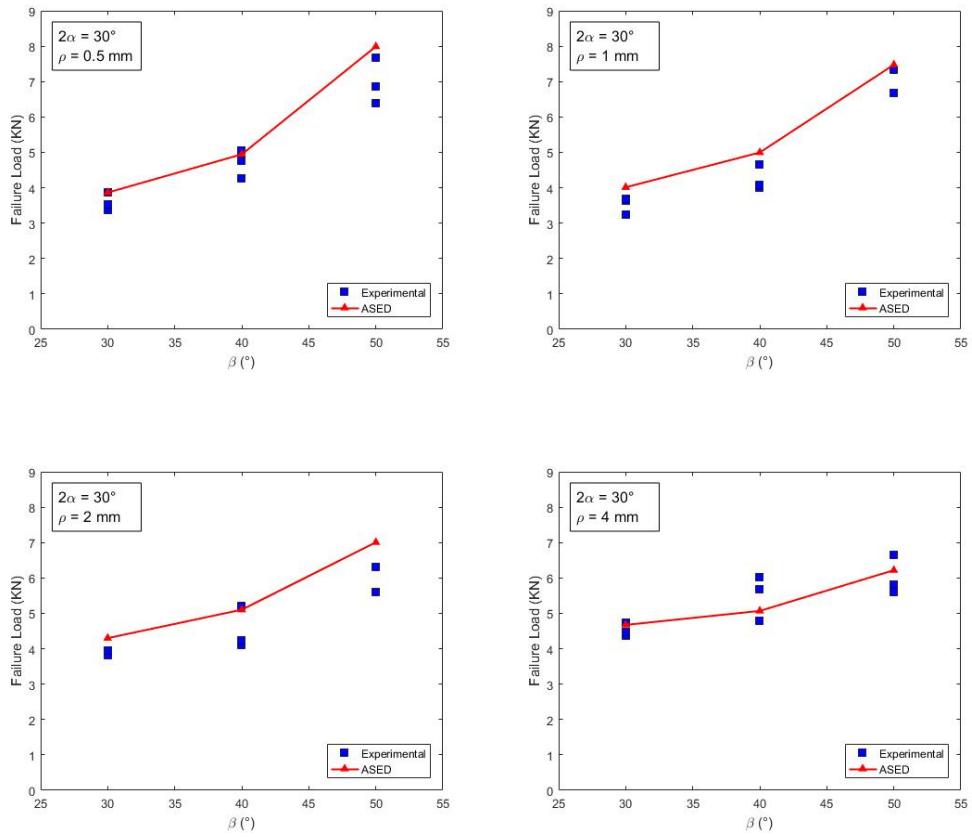 2α = 30°
ρ = 0.5 mm
9
8
7
6
5
4
3
2
1
0
Failure Load (KN)
Experimental
ASED
25 30 35 40 45 50 55
β (°)
2α = 30°
ρ = 1 mm
9
8
7
6
5
4
3
2
1
0
Failure Load (KN)
Experimental
ASED
25 30 35 40 45 50 55
β (°)
2α = 30°
ρ = 2 mm
9
8
7
6
5
4
3
2
1
0
Failure Load (KN)
Experimental
ASED
25 30 35 40 45 50 55
β (°)
2α = 30°
ρ = 4 mm
9
8
7
6
5
4
3
2
1
0
Failure Load (KN)
Experimental
ASED
25 30 35 40 45 50 55
β (°)